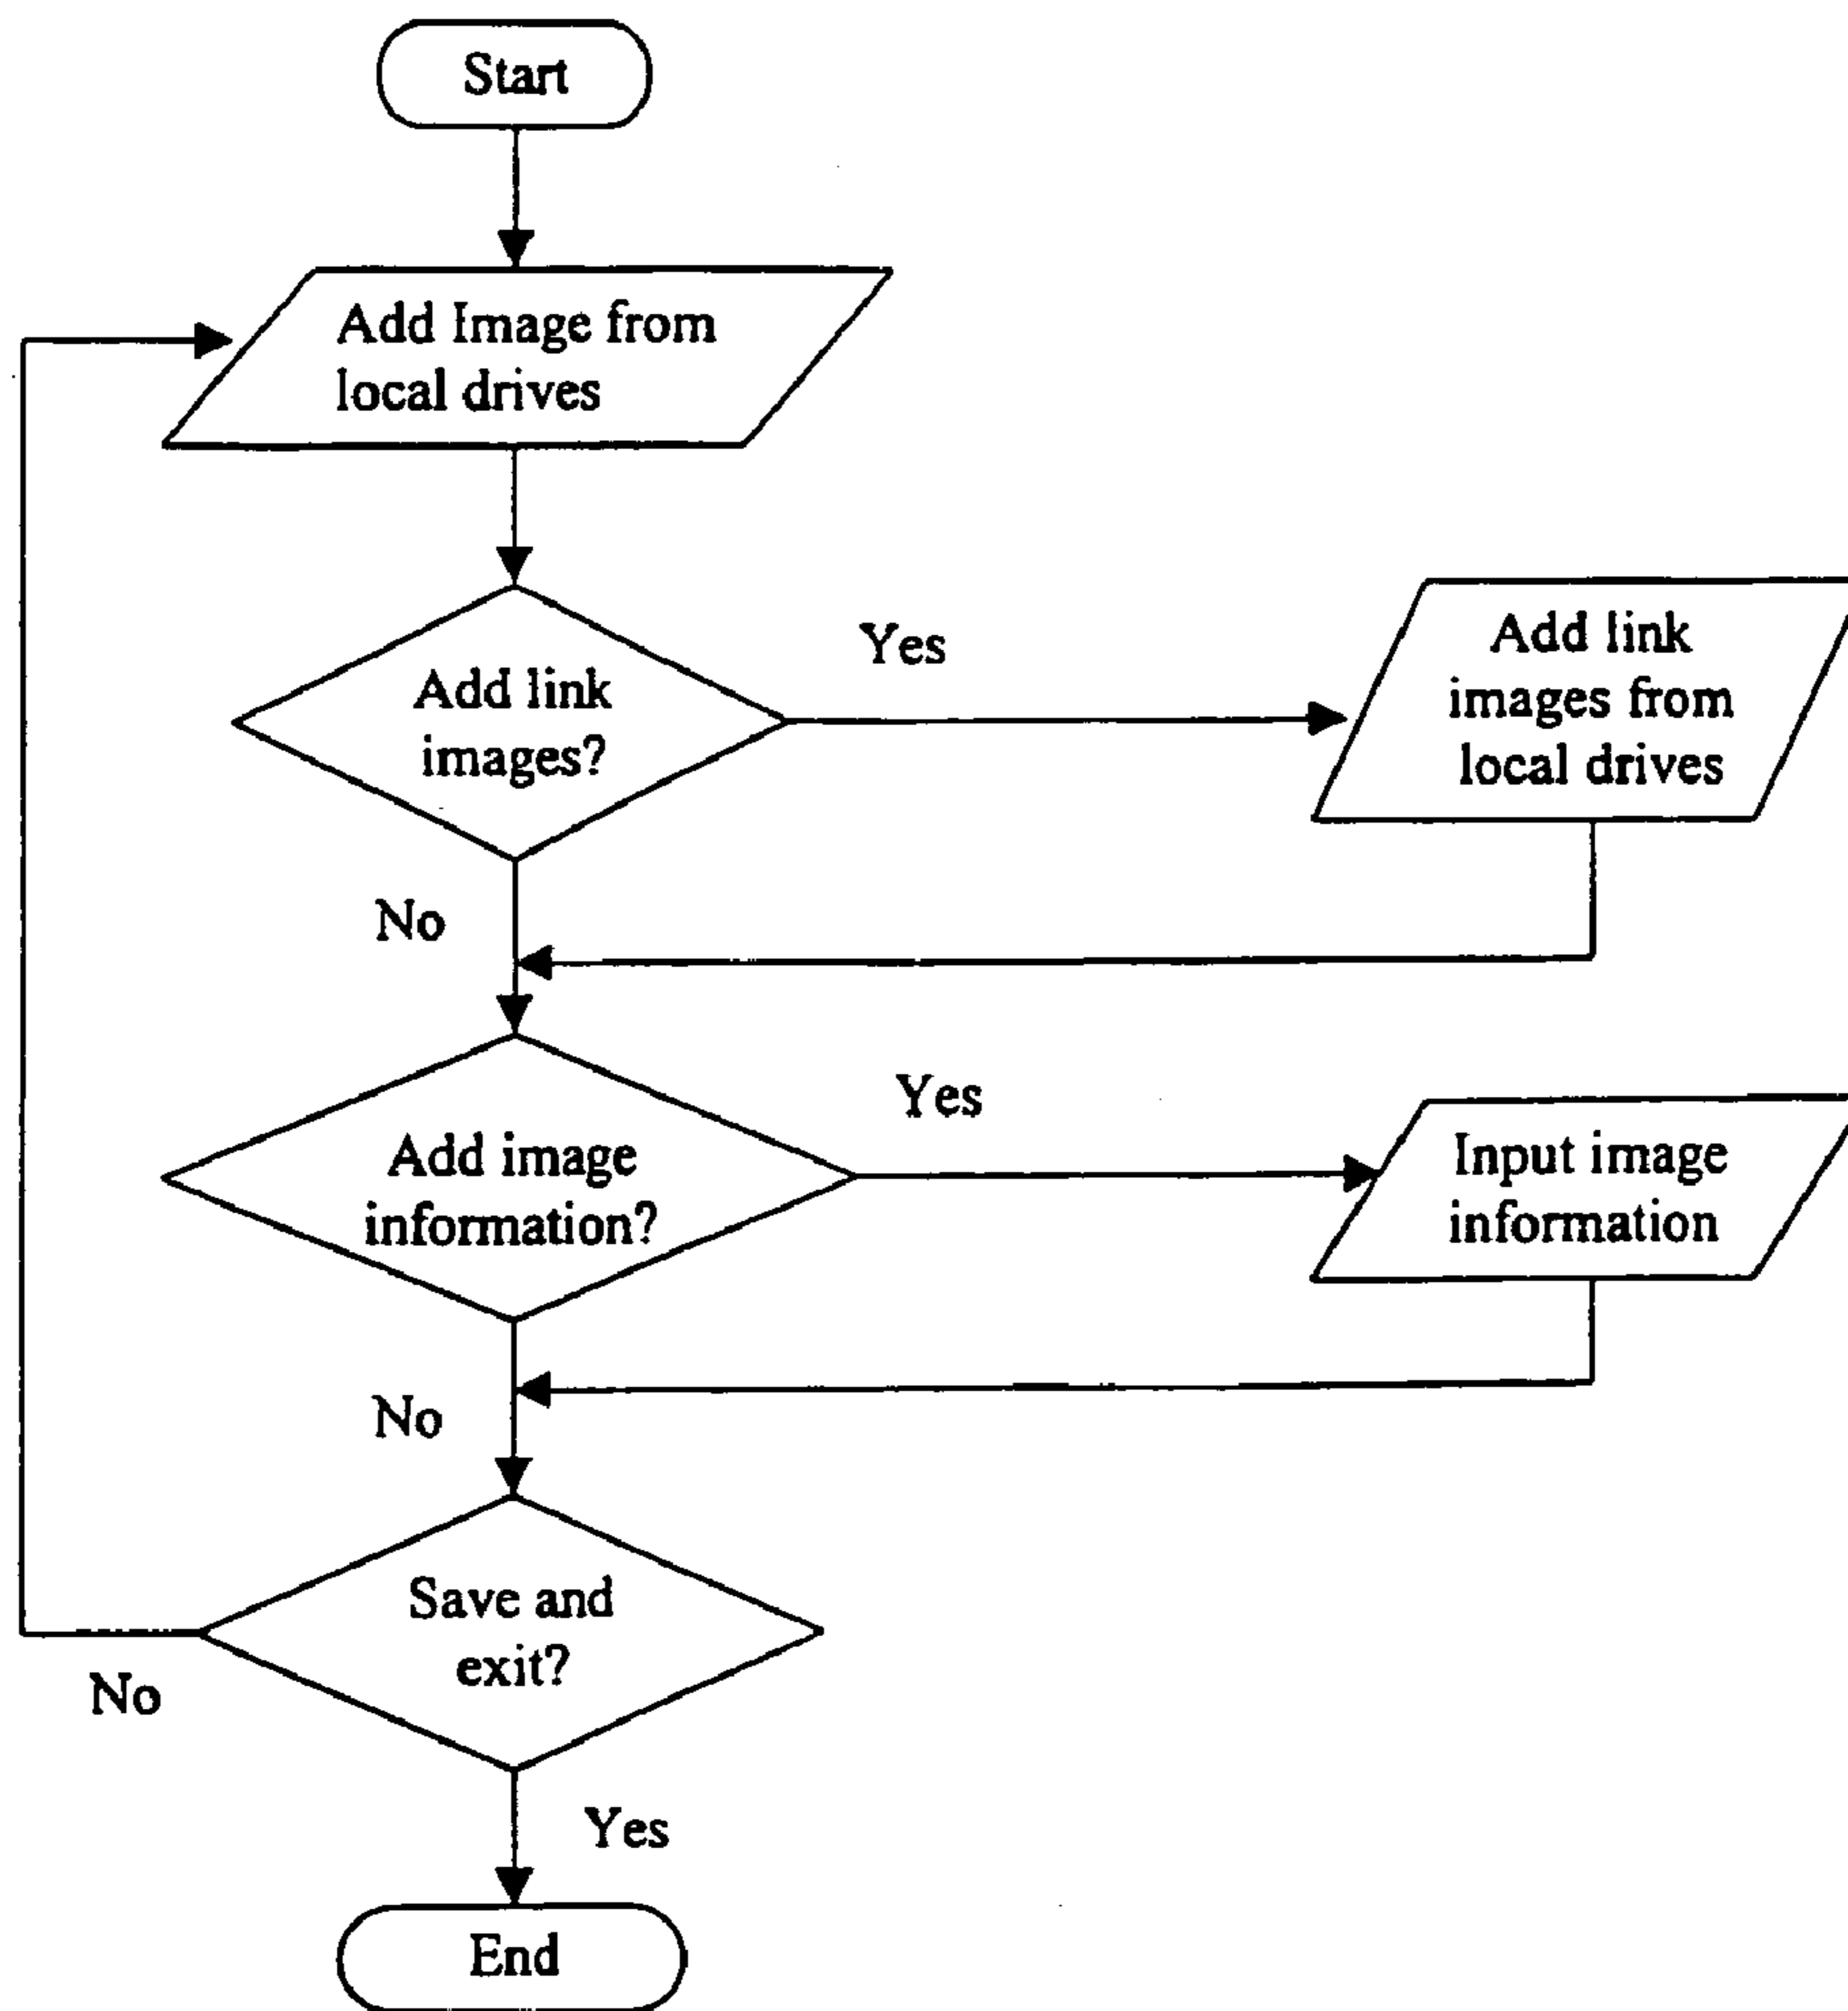 Start
Add Image from
local drives
Add link
images?
Yes
Add link
images from
local drives
No
Add image
information?
Yes
Input image
information
No
Save and
exit?
No
Yes
End